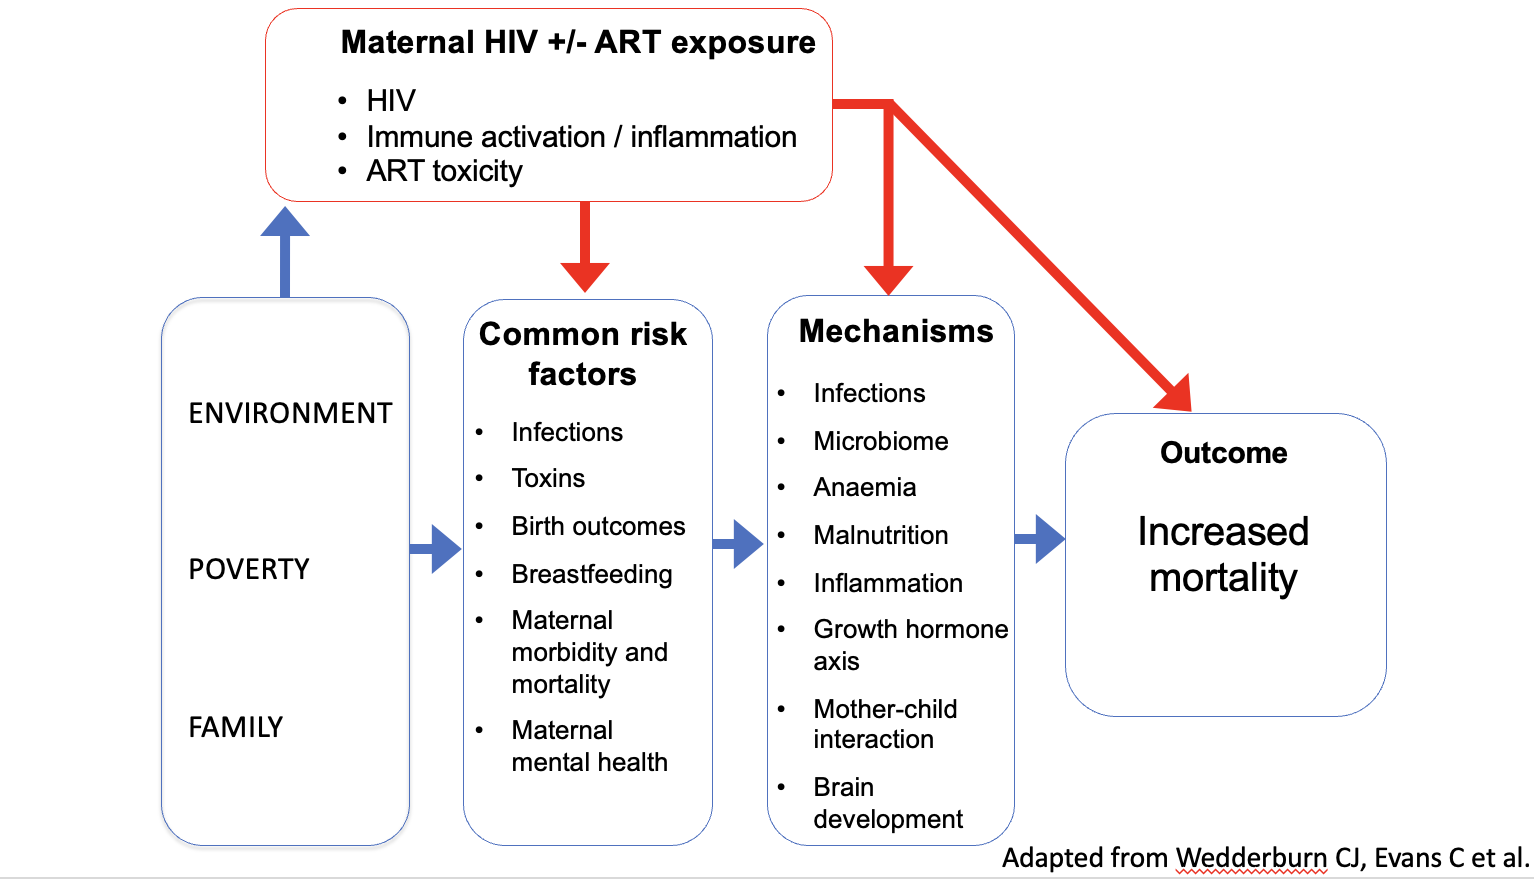 Maternal HIV +/- ART exposure
• HIV
• Immune activation / inflammation
• ART toxicity
ENVIRONMENT
POVERTY
FAMILY
Common risk
factors
• Infections
• Toxins
• Birth outcomes
• Breastfeeding
• Maternal
morbidity and
mortality
• Maternal
mental health
Mechanisms
• Infections
• Microbiome
• Anaemia
• Malnutrition
• Inflammation
• Growth hormone
axis
• Mother-child
interaction
• Brain
development
Outcome
Increased
mortality
Adapted from Wedderburn CJ, Evans C et al.